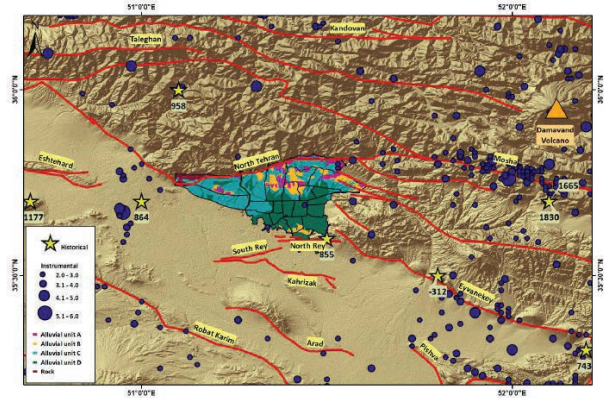 51°0'0"E
52°0'0"E
Taleghan
Kandovan
36°0'0"N
36°0'0"N
958
Damavand
Volcano
North Tehran
Mosha
Eshtehard
1665
1177
864
1830
Historical
South Rey
North Rey
855
Instrumental
2.0 - 3.0
3.1 - 4.0
4.1 - 5.0
5.1 - 6.0
Kahrizak
-312
Eyvanekey
35°30'0"N
35°30'0"N
Alluvial unit A
Alluvial unit B
Alluvial unit C
Alluvial unit D
Rock
Robat Karim
Arad
Pishva
743
51°0'0"E
52°0'0"E